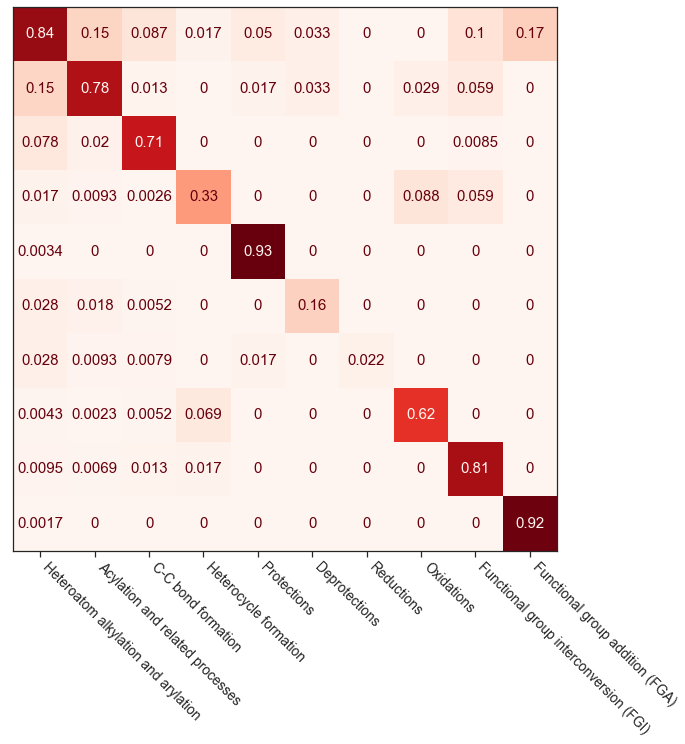 0.84 0.15 0.087 0.017 0.05 0.033 0 0 0.1 0.17
0.15 0.78 0.013 0 0.017 0.033 0 0.029 0.059 0
0.078 0.02 0.71 0 0 0 0 0 0.0085 0
0.017 0.0093 0.0026 0.33 0 0 0 0.088 0.059 0
0.0034 0 0 0 0.93 0 0 0 0 0
0.028 0.018 0.0052 0 0 0.16 0 0 0 0
0.028 0.0093 0.0079 0 0.017 0 0.022 0 0 0
0.0043 0.0023 0.0052 0.069 0 0 0 0.62 0 0
0.0095 0.0069 0.013 0.017 0 0 0 0 0.81 0
0.0017 0 0 0 0 0 0 0 0 0.92
Heteroatom alkylation and arylation
Acylation and related processes
C-C bond formation
Heterocycle formation
Protections
Deprotections
Reductions
Oxidations
Functional group interconversion (FGI)
Functional group addition (FGA)